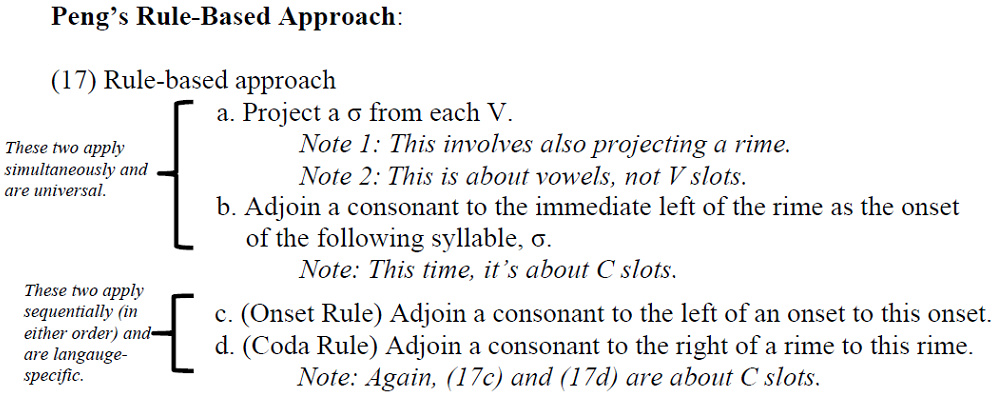 Peng's Rule-Based Approach:
(17) Rule-based approach
These two apply
simultaneously and
are universal.
a. Project a σ from each V.
Note 1: This involves also projecting a rime.
Note 2: This is about vowels, not V slots.
b. Adjoin a consonant to the immediate left of the rime as the onset
of the following syllable, σ.
Note: This time, it's about C slots.
These two apply
sequentially (in
either order) and
are langauge-
specific.
c. (Onset Rule) Adjoin a consonant to the left of an onset to this onset.
d. (Coda Rule) Adjoin a consonant to the right of a rime to this rime.
Note: Again, (17c) and (17d) are about C slots.